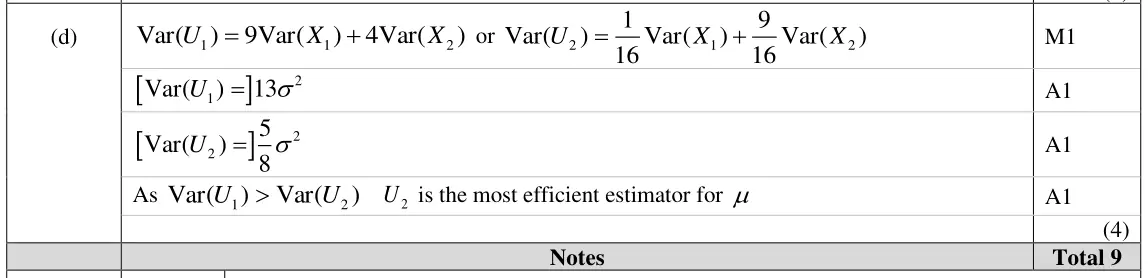 (d) Var(U₁) = 9Var(X₁) + 4Var(X₂) or Var(U₂) = 1/16 Var(X₁) + 9/16 Var(X₂) M1
[Var(U₁) =]13σ² A1
[Var(U₂) =]5/8 σ² A1
As Var(U₁) > Var(U₂) U₂ is the most efficient estimator for μ A1
(4)
Notes Total 9